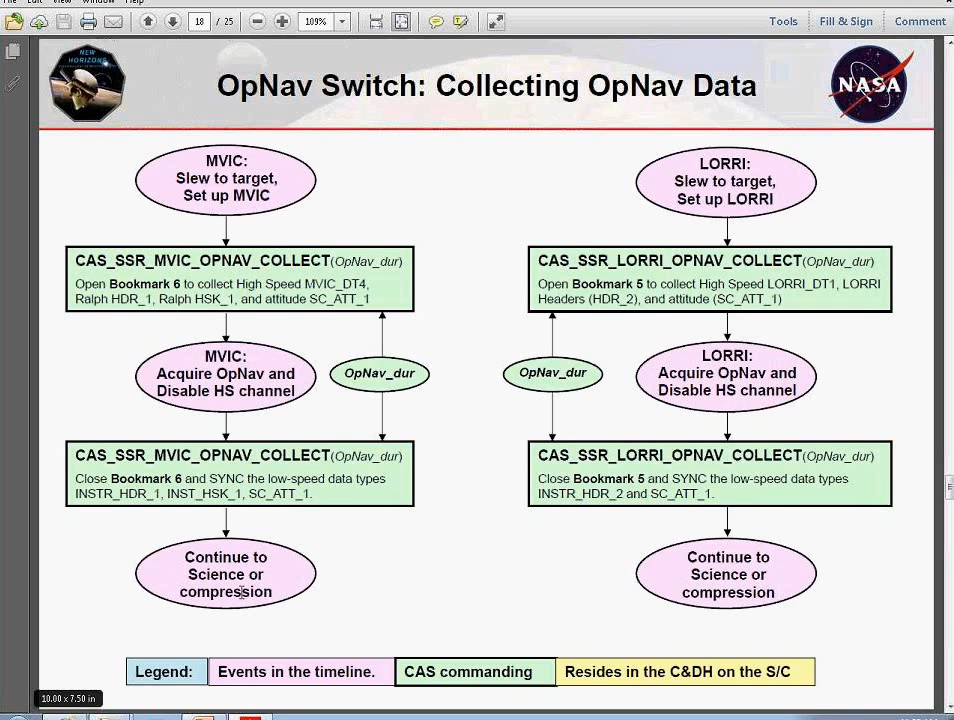 Window Help
18 / 25
109%
Tools
Fill & Sign
Comment
NEW
HORIZONS
OpNav Switch: Collecting OpNav Data
NASA
MVIC:
Slew to target,
Set up MVIC
CAS_SSR_MVIC_OPNAV_COLLECT(OpNav_dur)
Open Bookmark 6 to collect High Speed MVIC_DT4,
Ralph HDR_1, Ralph HSK_1, and attitude SC_ATT_1
MVIC:
Acquire OpNav and
Disable HS channel
OpNav_dur
CAS_SSR_MVIC_OPNAV_COLLECT(OpNav_dur)
Close Bookmark 6 and SYNC the low-speed data types
INSTR_HDR_1, INST_HSK_1, SC_ATT_1.
Continue to
Science or
compression
LORRI:
Slew to target,
Set up LORRI
CAS_SSR_LORRI_OPNAV_COLLECT(OpNav_dur)
Open Bookmark 5 to collect High Speed LORRI_DT1, LORRI
Headers (HDR_2), and attitude (SC_ATT_1)
OpNav_dur
LORRI:
Acquire OpNav and
Disable HS channel
CAS_SSR_LORRI_OPNAV_COLLECT(OpNav_dur)
Close Bookmark 5 and SYNC the low-speed data types
INSTR_HDR_2 and SC_ATT_1.
Continue to
Science or
compression
Legend:
Events in the timeline.
CAS commanding
Resides in the C&DH on the S/C
10.00 x 7.50 in